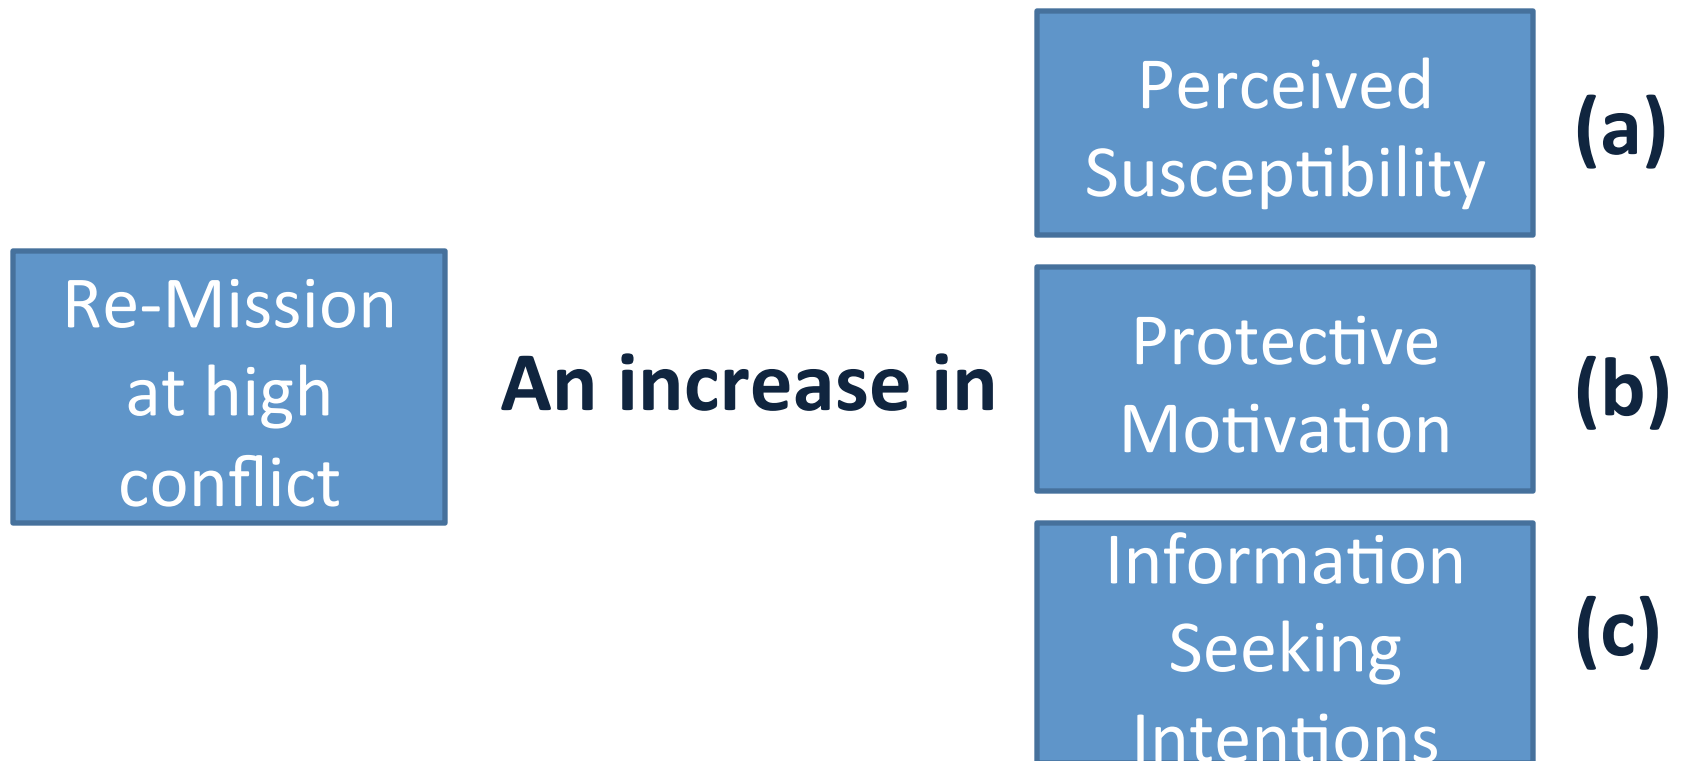 Re-Mission
at high
conflict
An increase in
Perceived
Susceptibility
(a)
Protective
Motivation
(b)
Information
Seeking
Intentions
(c)